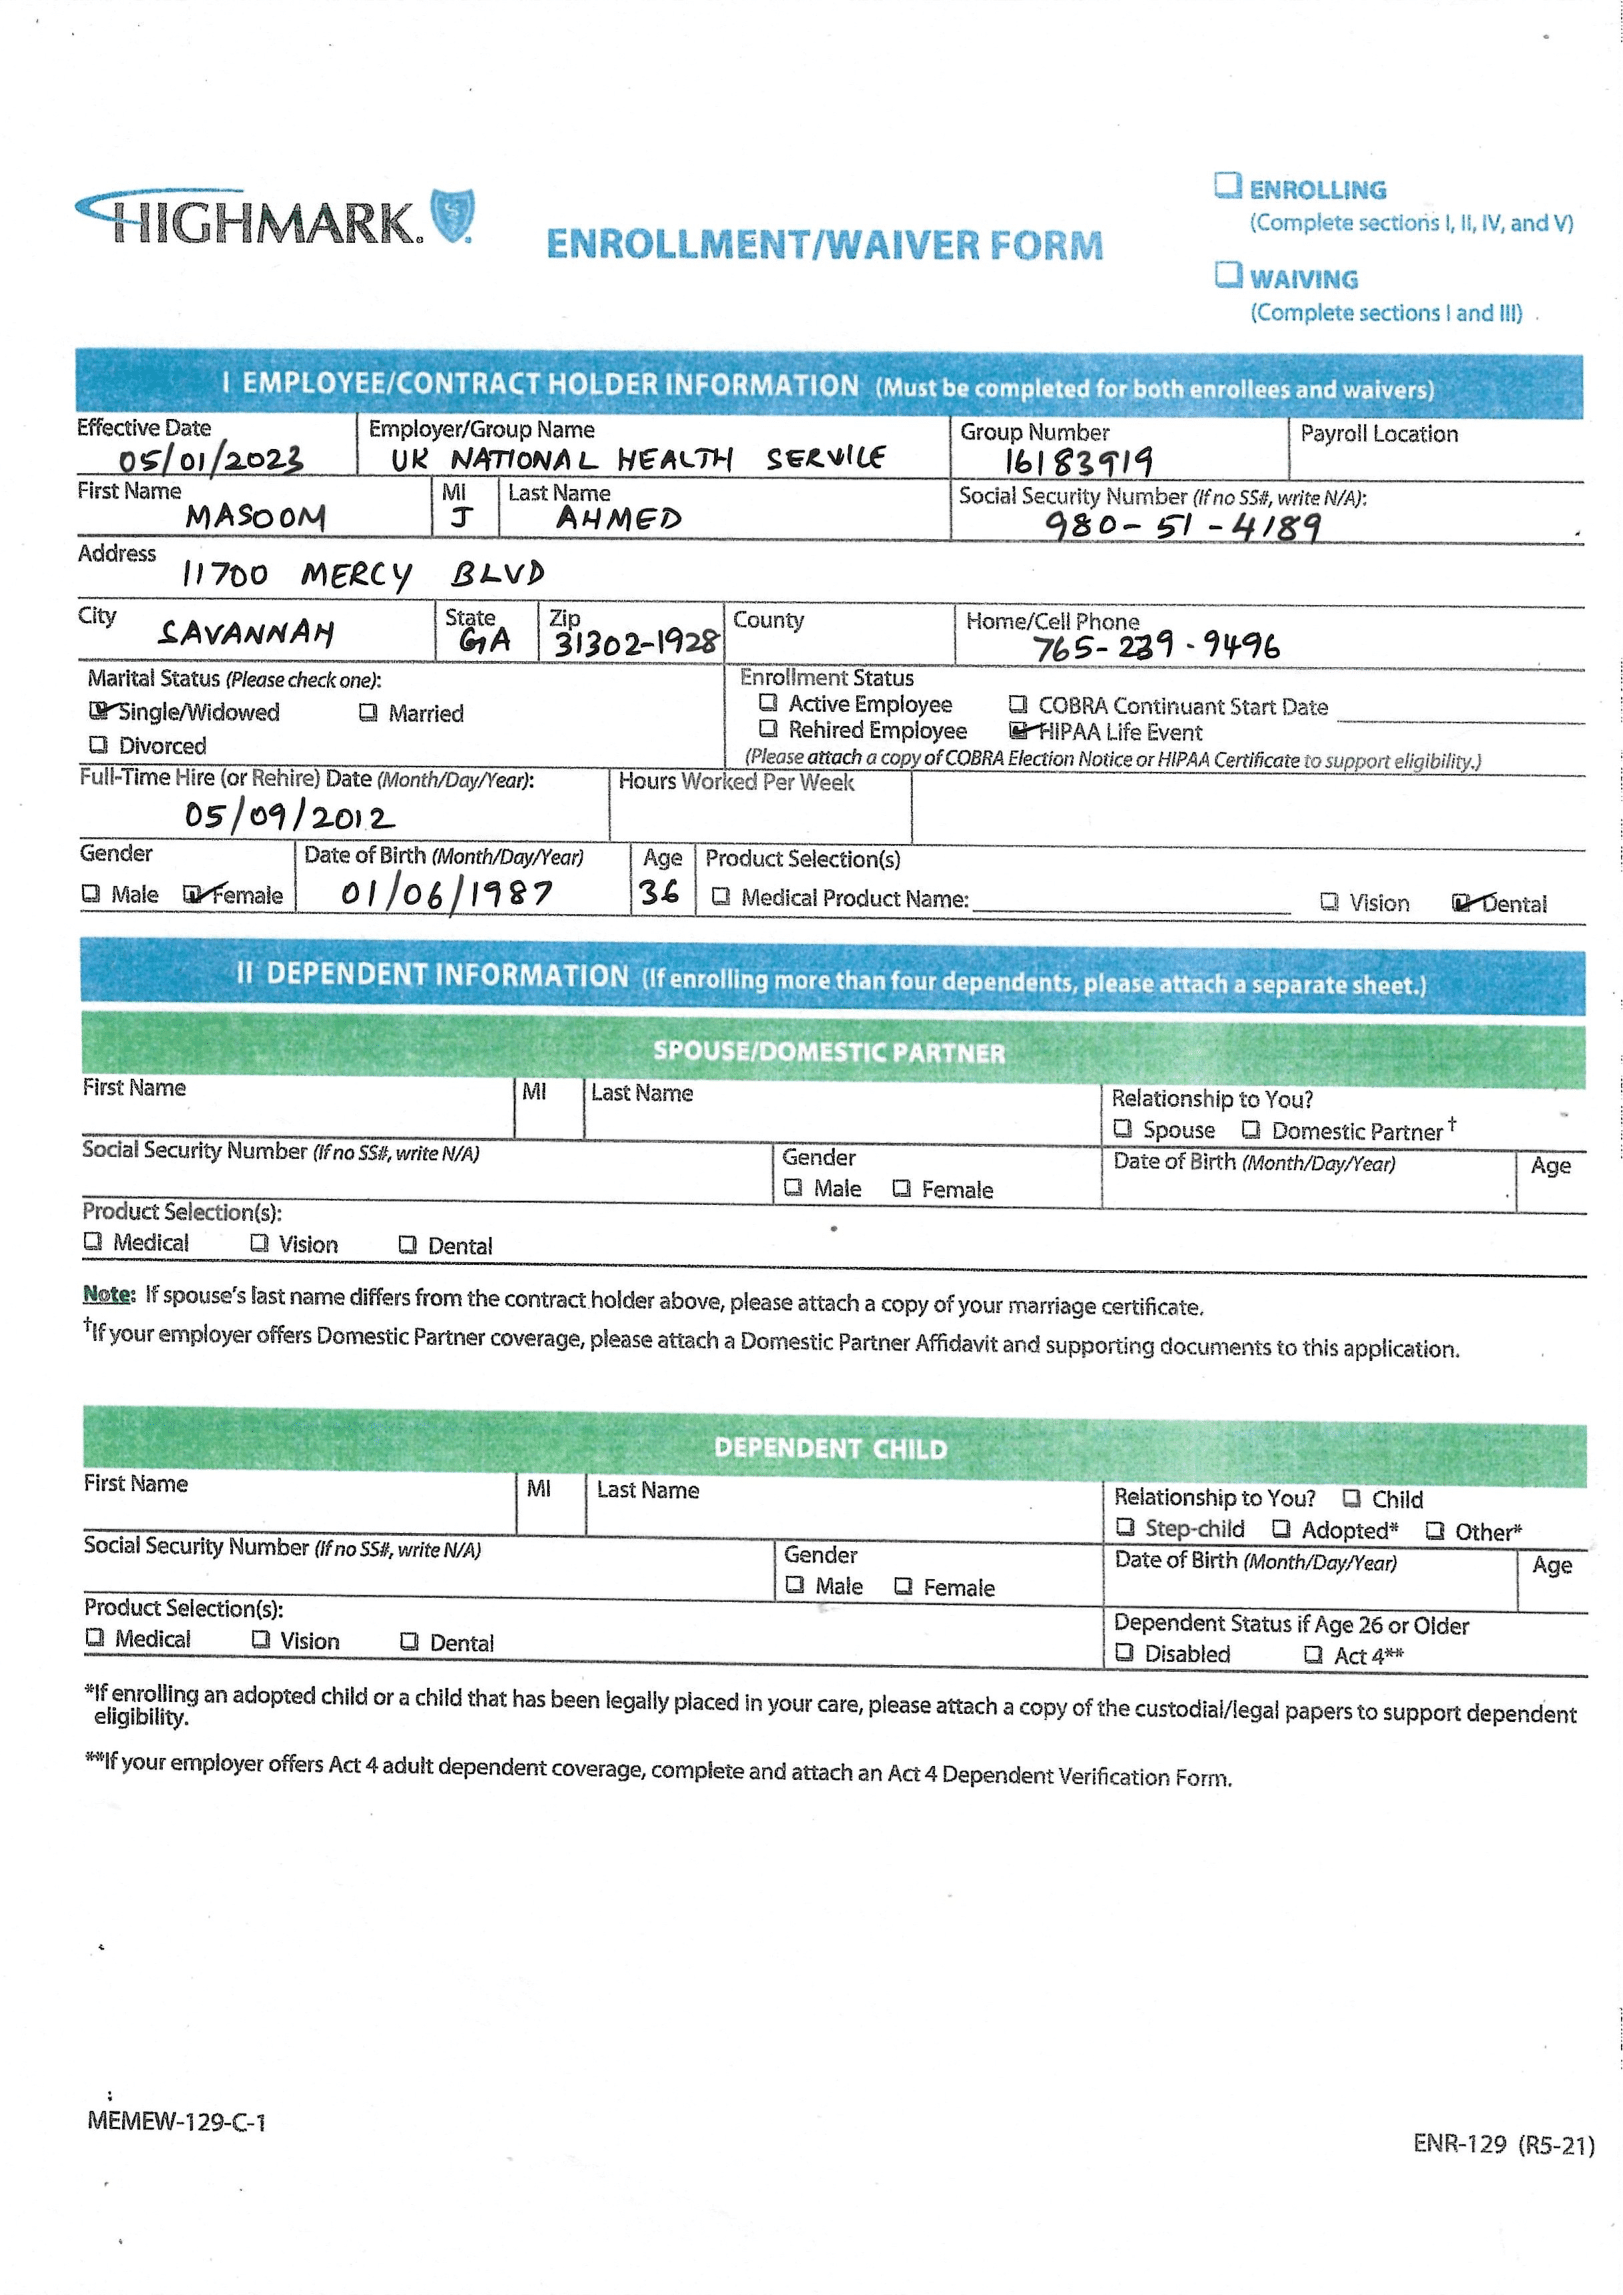 HIGHMARK.
ENROLLMENT/WAIVER FORM
☐ ENROLLING
(Complete sections I, II, IV, and V)
☐ WAIVING
(Complete sections I and III)
I EMPLOYEE/CONTRACT HOLDER INFORMATION (Must be completed for both enrollees and waivers)
Effective Date Employer/Group Name Group Number Payroll Location
05/01/2023 UK NATIONAL HEALTH SERVICE 16183919
First Name MI Last Name Social Security Number (If no SS#, write N/A):
MASOOM J AHMED 980-51-4189
Address
11700 MERCY BLVD
City State Zip County Home/Cell Phone
SAVANNAH GA 31302-1928 765-239-9496
Marital Status (Please check one): Enrollment Status
☑ Single/Widowed ☐ Married ☐ Active Employee ☐ COBRA Continuant Start Date
☐ Divorced ☐ Rehired Employee ☑ HIPAA Life Event
(Please attach a copy of COBRA Election Notice or HIPAA Certificate to support eligibility.)
Full-Time Hire (or Rehire) Date (Month/Day/Year): Hours Worked Per Week
05/09/2012
Gender Date of Birth (Month/Day/Year) Age Product Selection(s)
☐ Male ☑ Female 01/06/1987 36 ☐ Medical Product Name: ☐ Vision ☑ Dental
II DEPENDENT INFORMATION (If enrolling more than four dependents, please attach a separate sheet.)
SPOUSE/DOMESTIC PARTNER
First Name MI Last Name Relationship to You?
☐ Spouse ☐ Domestic Partner†
Social Security Number (If no SS#, write N/A) Gender Date of Birth (Month/Day/Year) Age
☐ Male ☐ Female
Product Selection(s):
☐ Medical ☐ Vision ☐ Dental
Note: If spouse's last name differs from the contract holder above, please attach a copy of your marriage certificate.
†If your employer offers Domestic Partner coverage, please attach a Domestic Partner Affidavit and supporting documents to this application.
DEPENDENT CHILD
First Name MI Last Name Relationship to You? ☐ Child
☐ Step-child ☐ Adopted* ☐ Other*
Social Security Number (If no SS#, write N/A) Gender Date of Birth (Month/Day/Year) Age
☐ Male ☐ Female
Product Selection(s): Dependent Status if Age 26 or Older
☐ Medical ☐ Vision ☐ Dental ☐ Disabled ☐ Act 4**
*If enrolling an adopted child or a child that has been legally placed in your care, please attach a copy of the custodial/legal papers to support dependent
eligibility.
**If your employer offers Act 4 adult dependent coverage, complete and attach an Act 4 Dependent Verification Form.
MEMEW-129-C-1
ENR-129 (R5-21)